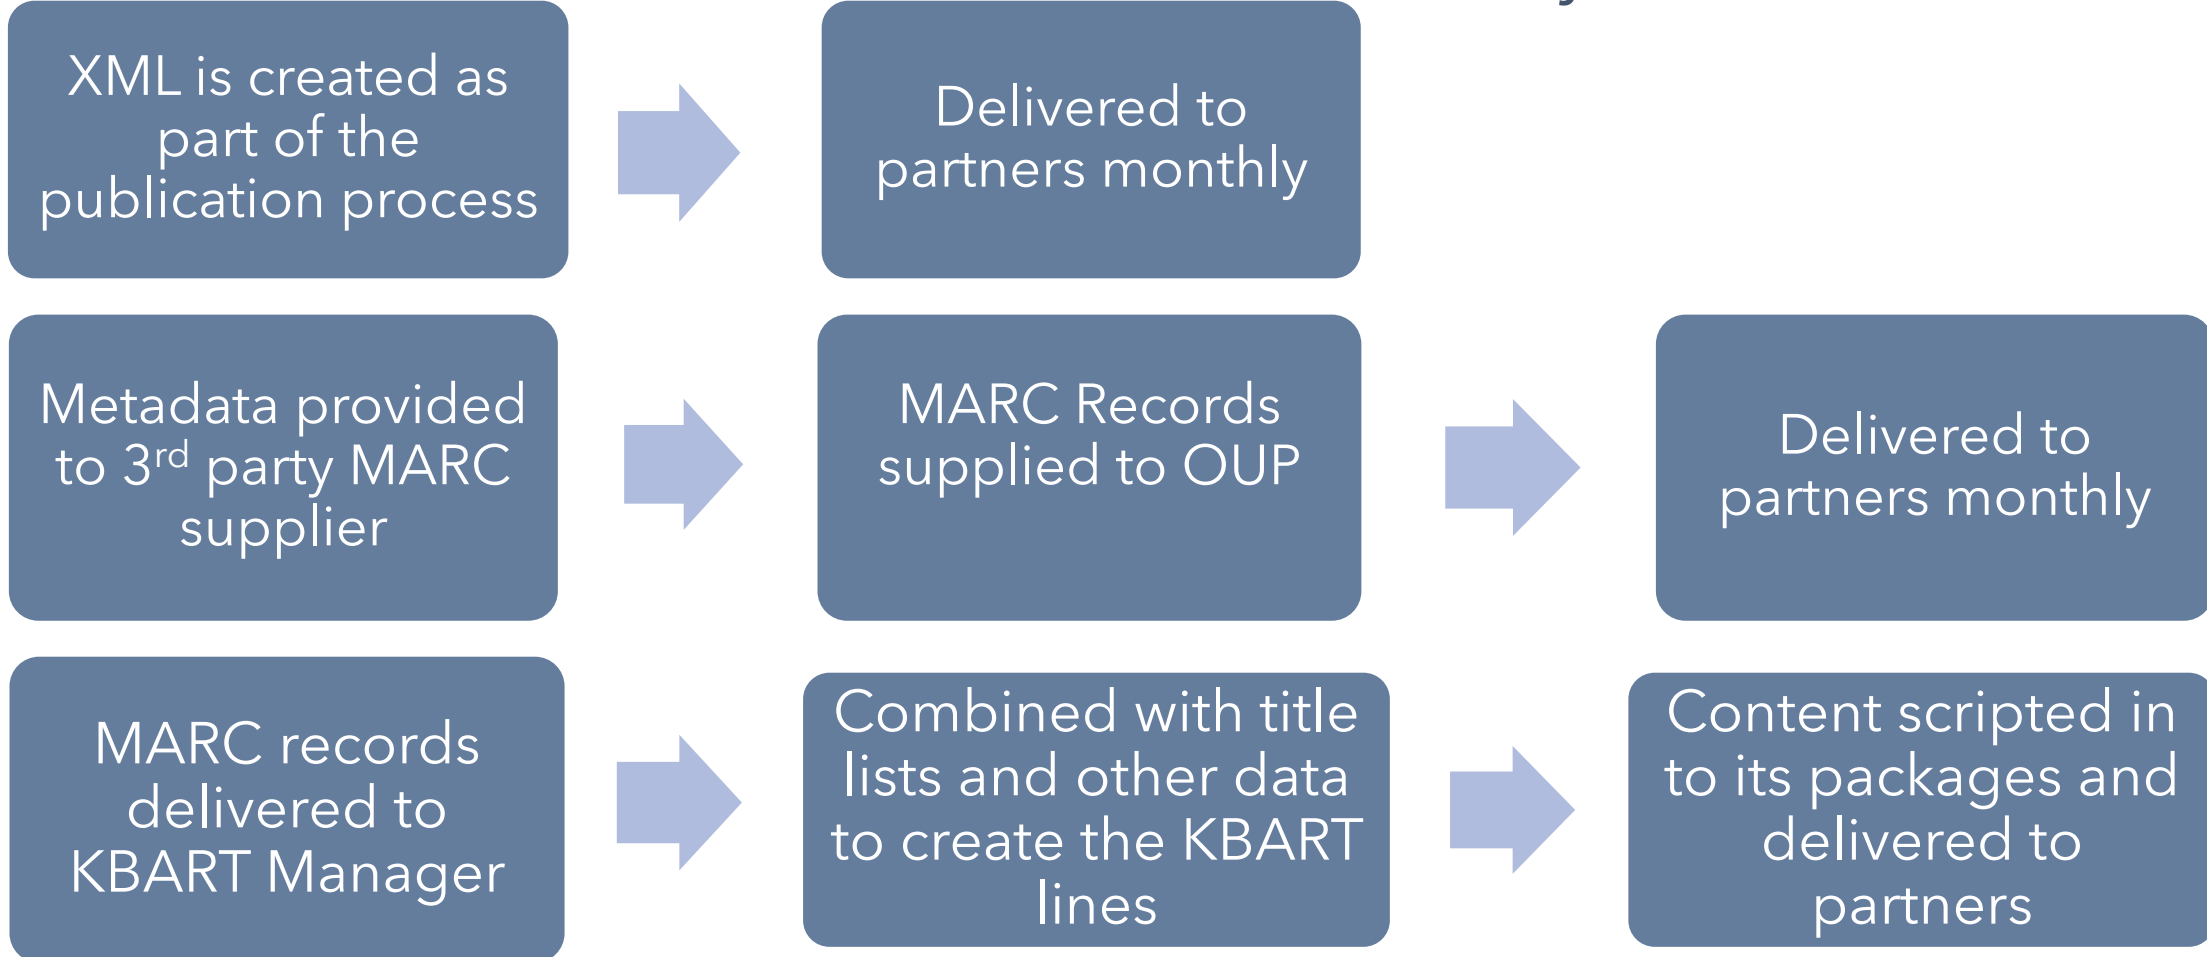 XML is created as
part of the
publication process
Delivered to
partners monthly
Metadata provided
to 3rd party MARC
supplier
MARC Records
supplied to OUP
Delivered to
partners monthly
MARC records
delivered to
KBART Manager
Combined with title
lists and other data
to create the KBART
lines
Content scripted in
to its packages and
delivered to
partners